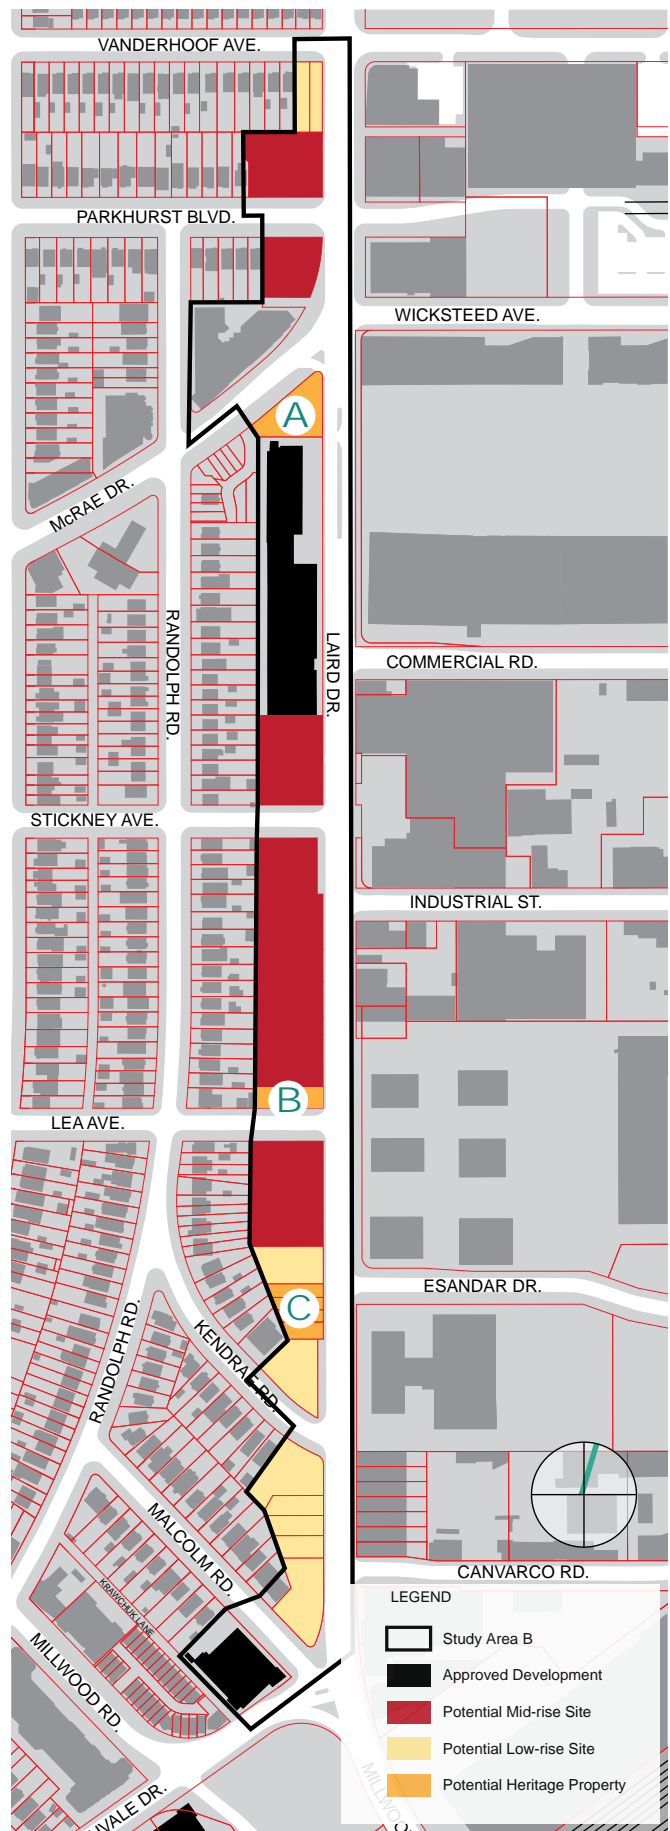 VANDERHOOF AVE.
PARKHURST BLVD.
WICKSTEED AVE.
A
McRAE DR.
RANDOLPH RD.
LAIRD DR.
COMMERCIAL RD.
STICKNEY AVE.
INDUSTRIAL ST.
B
LEA AVE.
ESANDAR DR.
C
RANDOLPH RD.
KENDRAE RD.
MALCOLM RD.
CANVARCO RD.
KRAWCHUK LANE
MILLWOOD RD.
LEGEND
Study Area B
Approved Development
Potential Mid-rise Site
Potential Low-rise Site
Potential Heritage Property